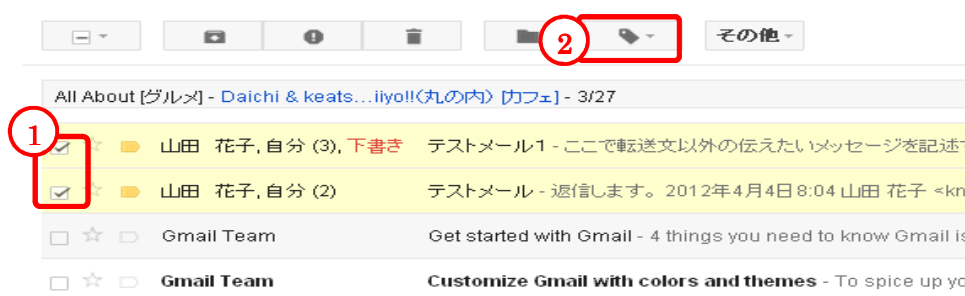 ② その他
All About [グルメ] - Daichi & keats...iiyo!!〈丸の内〉 [カフェ] - 3/27
①
山田 花子, 自分 (3), 下書き テストメール1 - ここで転送文以外の伝えたいメッセージを記述
山田 花子, 自分 (2) テストメール - 返信します。 2012年4月4日8:04 山田 花子 <kn
Gmail Team Get started with Gmail - 4 things you need to know Gmail is
Gmail Team Customize Gmail with colors and themes - To spice up yo